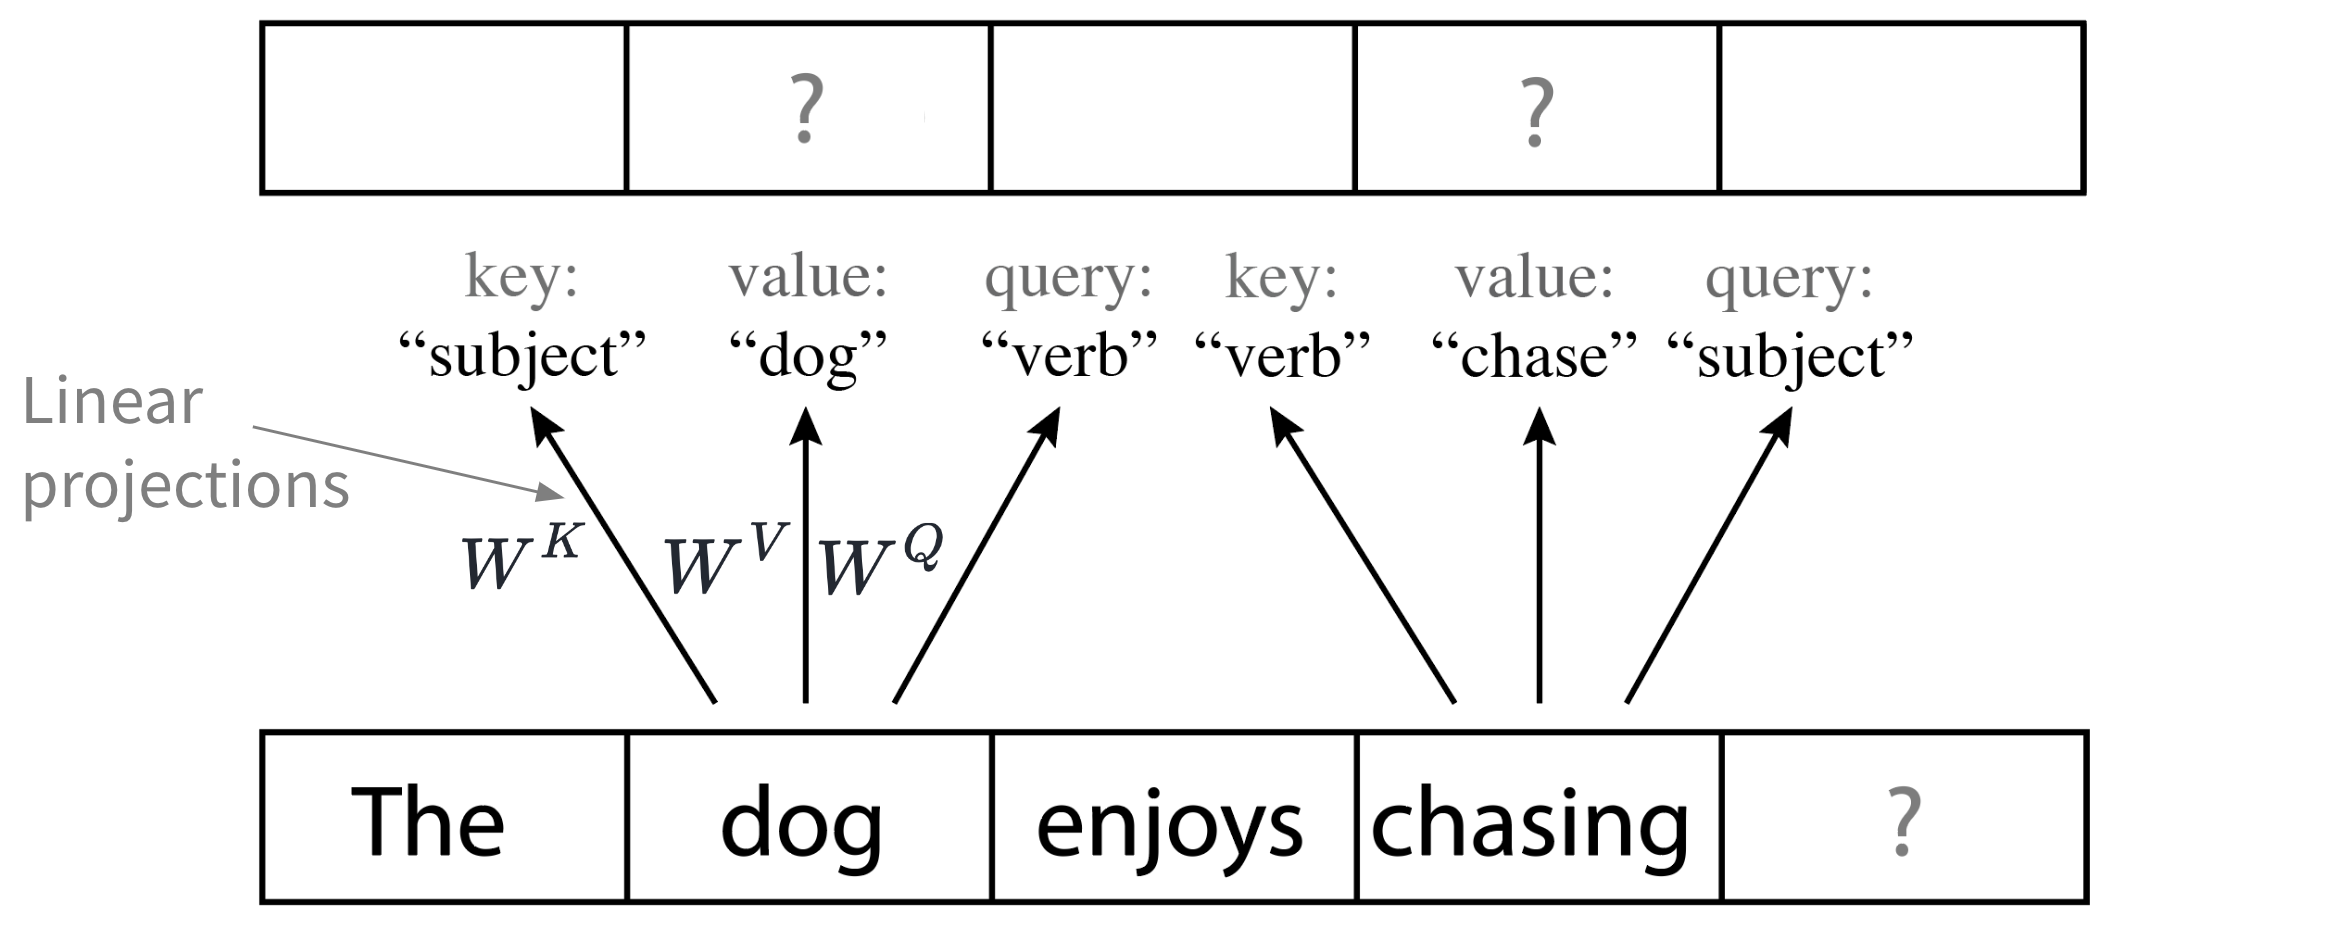 ? ?
key: value: query: key: value: query:
“subject” “dog” “verb” “verb” “chase” “subject”
Linear
projections
W^K W^V W^Q
The dog enjoys chasing ?